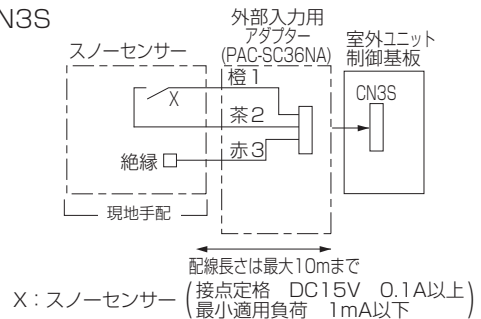 N3S
スノーセンサー
外部入力用
アダプター
(PAC-SC36NA)
室外ユニット
制御基板
橙1
X
茶2
赤3
絶縁
CN3S
現地手配
配線長さは最大10mまで
X：スノーセンサー（接点定格　DC15V　0.1A以上
最小適用負荷　1mA以下）